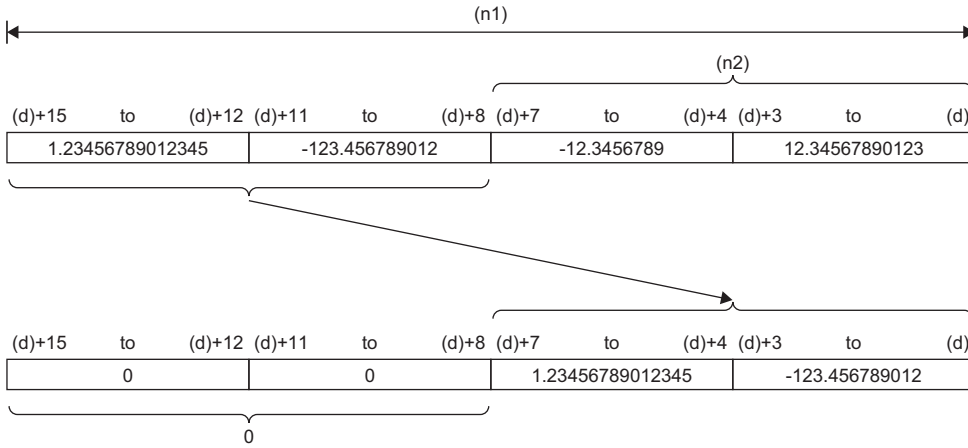 (n1)
(n2)
(d)+15 to (d)+12 (d)+11 to (d)+8 (d)+7 to (d)+4 (d)+3 to (d)
1.23456789012345 -123.456789012 -12.3456789 12.34567890123
(d)+15 to (d)+12 (d)+11 to (d)+8 (d)+7 to (d)+4 (d)+3 to (d)
0 0 1.23456789012345 -123.456789012
0